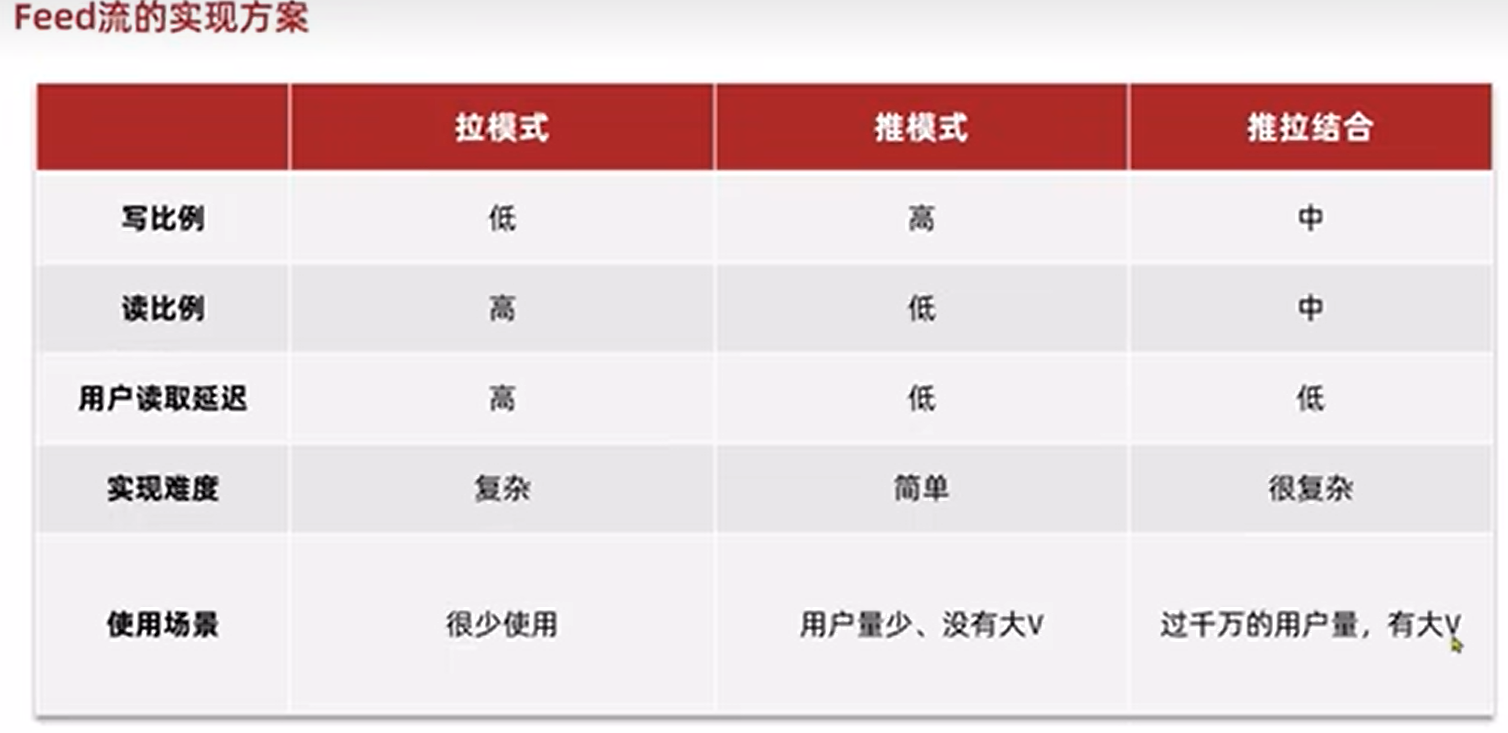 Feed流的实现方案
拉模式 推模式 推拉结合
写比例 低 高 中
读比例 高 低 中
用户读取延迟 高 低 低
实现难度 复杂 简单 很复杂
使用场景 很少使用 用户量少、没有大V 过千万的用户量，有大V